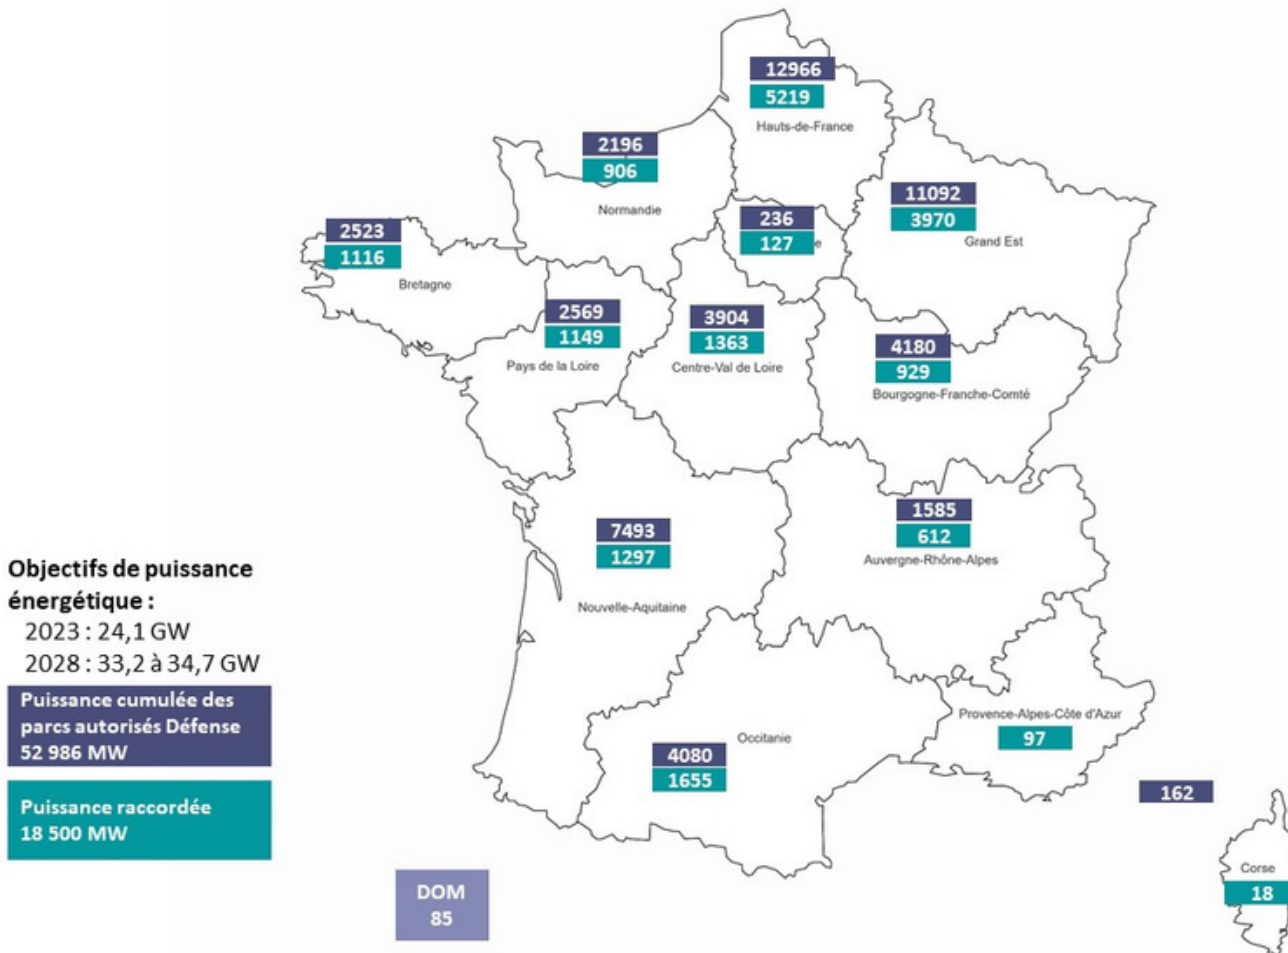 12966
5219
Hauts-de-France
2196
906
Normandie
11092
3970
Grand Est
236
127
e
2523
1116
Bretagne
2569
1149
Pays de la Loire
3904
1363
Centre-Val de Loire
4180
929
Bourgogne-Franche-Comté
7493
1297
Nouvelle-Aquitaine
1585
612
Auvergne-Rhône-Alpes
Objectifs de puissance
énergétique :
2023 : 24,1 GW
2028 : 33,2 à 34,7 GW
Puissance cumulée des
parcs autorisés Défense
52 986 MW
Puissance raccordée
18 500 MW
Occitanie
4080
1655
Provence-Alpes-Côte d'Azur
97
162
Corse
18
DOM
85